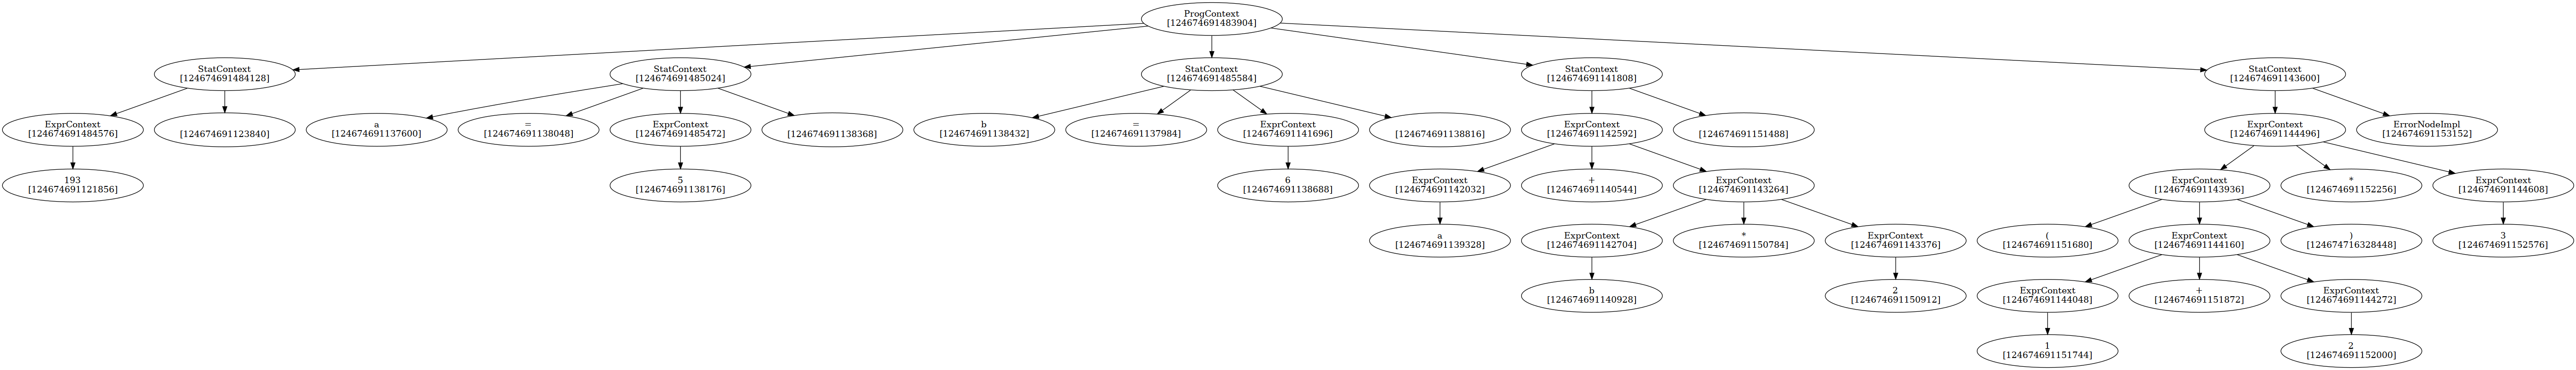 ProgContext
[124674691483904]
StatContext
[124674691484128]
StatContext
[124674691485024]
StatContext
[124674691485584]
StatContext
[124674691141808]
StatContext
[124674691143600]
ExprContext
[124674691484576]
[124674691123840]
a
[124674691137600]
=
[124674691138048]
ExprContext
[124674691485472]
[124674691138368]
b
[124674691138432]
=
[124674691137984]
ExprContext
[124674691141696]
[124674691138816]
ExprContext
[124674691142592]
[124674691151488]
ExprContext
[124674691144496]
ErrorNodeImpl
[124674691153152]
193
[124674691121856]
5
[124674691138176]
6
[124674691138688]
ExprContext
[124674691142032]
+
[124674691140544]
ExprContext
[124674691143264]
ExprContext
[124674691143936]
*
[124674691152256]
ExprContext
[124674691144608]
a
[124674691139328]
ExprContext
[124674691142704]
*
[124674691150784]
ExprContext
[124674691143376]
(
[124674691151680]
ExprContext
[124674691144160]
)
[124674716328448]
3
[124674691152576]
b
[124674691140928]
2
[124674691150912]
ExprContext
[124674691144048]
+
[124674691151872]
ExprContext
[124674691144272]
1
[124674691151744]
2
[124674691152000]